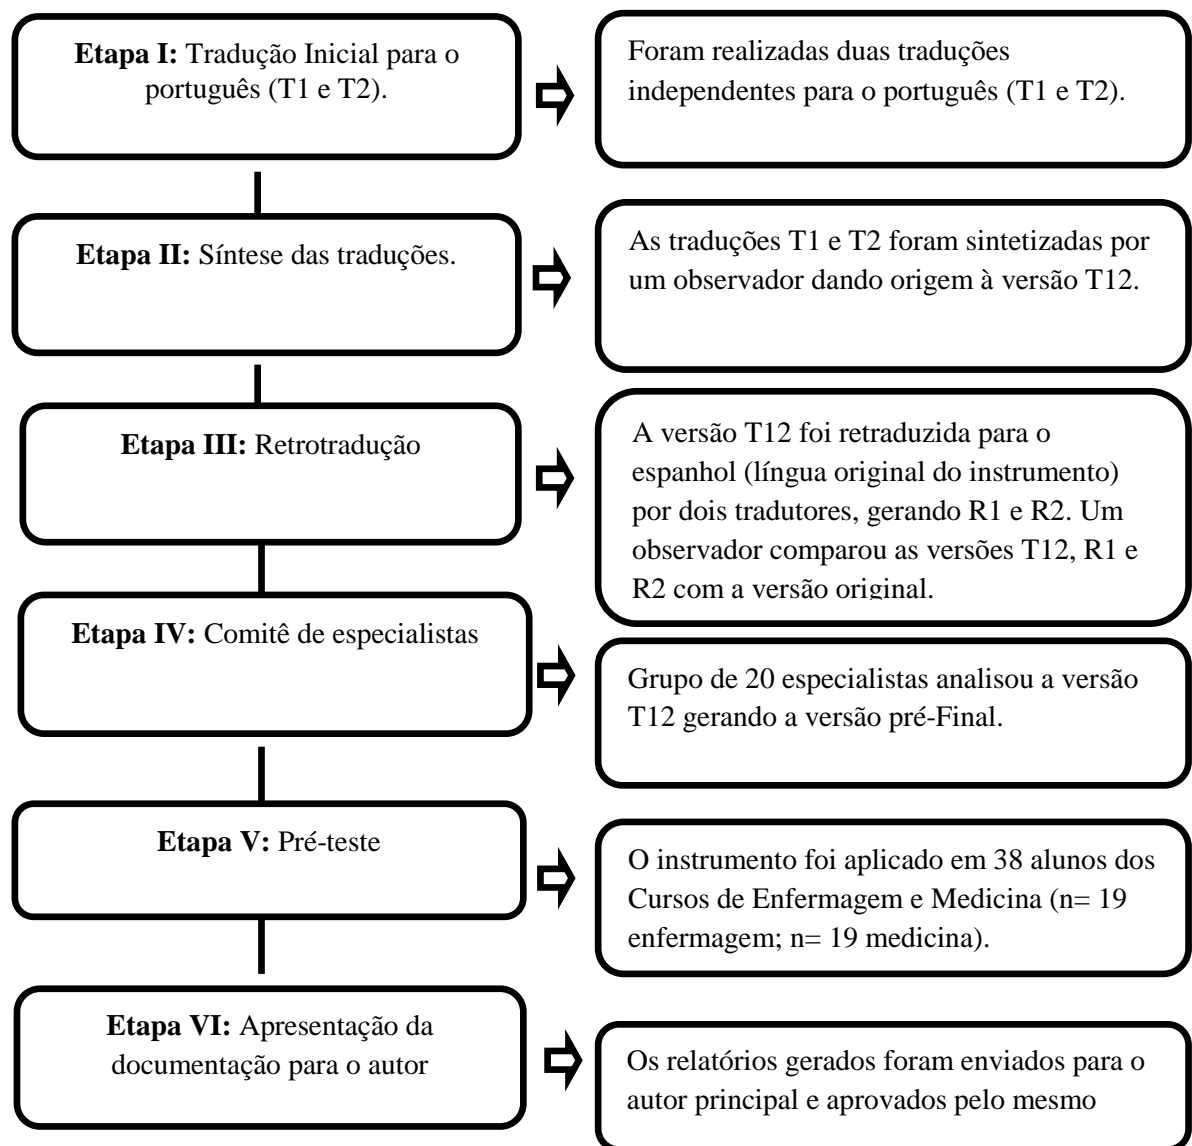 Etapa I: Tradução Inicial para o
português (T1 e T2).
Foram realizadas duas traduções
independentes para o português (T1 e T2).
Etapa II: Síntese das traduções.
As traduções T1 e T2 foram sintetizadas por
um observador dando origem à versão T12.
Etapa III: Retrotradução
A versão T12 foi retraduzida para o
espanhol (língua original do instrumento)
por dois tradutores, gerando R1 e R2. Um
observador comparou as versões T12, R1 e
R2 com a versão original.
Etapa IV: Comitê de especialistas
Grupo de 20 especialistas analisou a versão
T12 gerando a versão pré-Final.
Etapa V: Pré-teste
O instrumento foi aplicado em 38 alunos dos
Cursos de Enfermagem e Medicina (n= 19
enfermagem; n= 19 medicina).
Etapa VI: Apresentação da
documentação para o autor
Os relatórios gerados foram enviados para o
autor principal e aprovados pelo mesmo